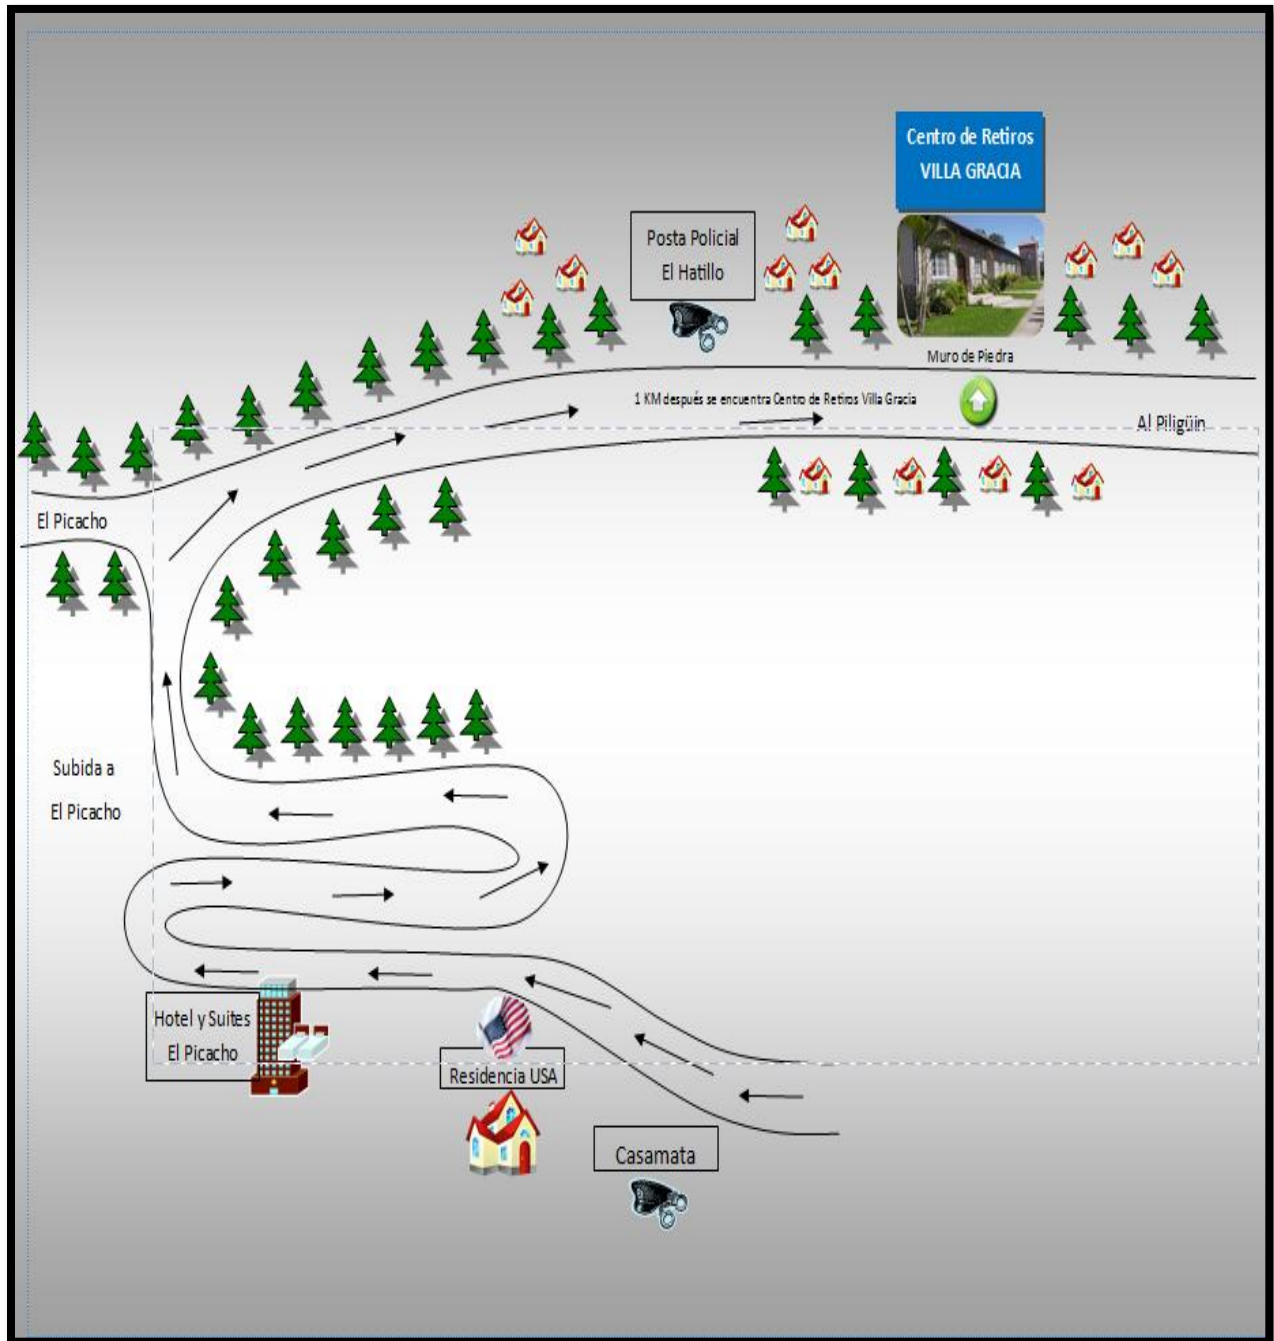 Centro de Retiros
VILLA GRACIA
Posta Policial
El Hatillo
Muro de Piedra
1 KM después se encuentra Centro de Retiros Villa Gracia
Al Piligüin
El Picacho
Subida a
El Picacho
Hotel y Suites
El Picacho
Residencia USA
Casamata